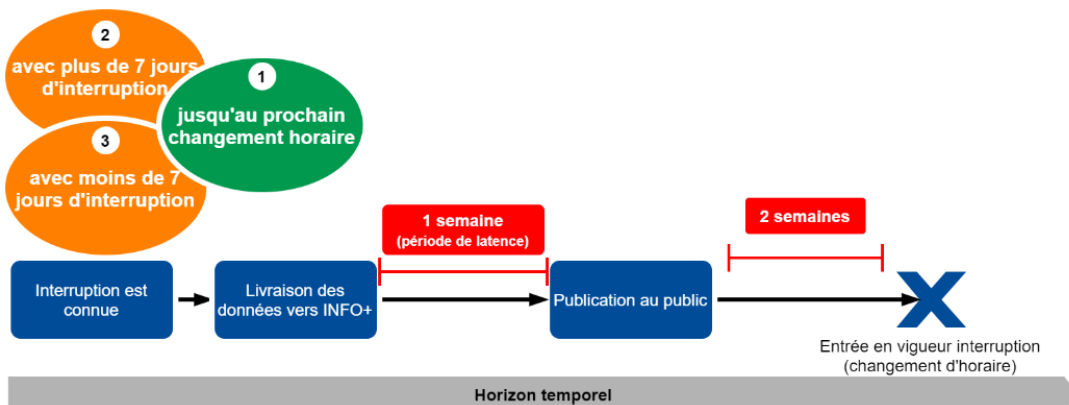 2
avec plus de 7 jours
d'interruption
1
jusqu'au prochain
changement horaire
3
avec moins de 7
jours d'interruption
1 semaine
(période de latence)
2 semaines
Interruption est
connue
Livraison des
données vers INFO+
Publication au public
Entrée en vigueur interruption
(changement d'horaire)
Horizon temporel